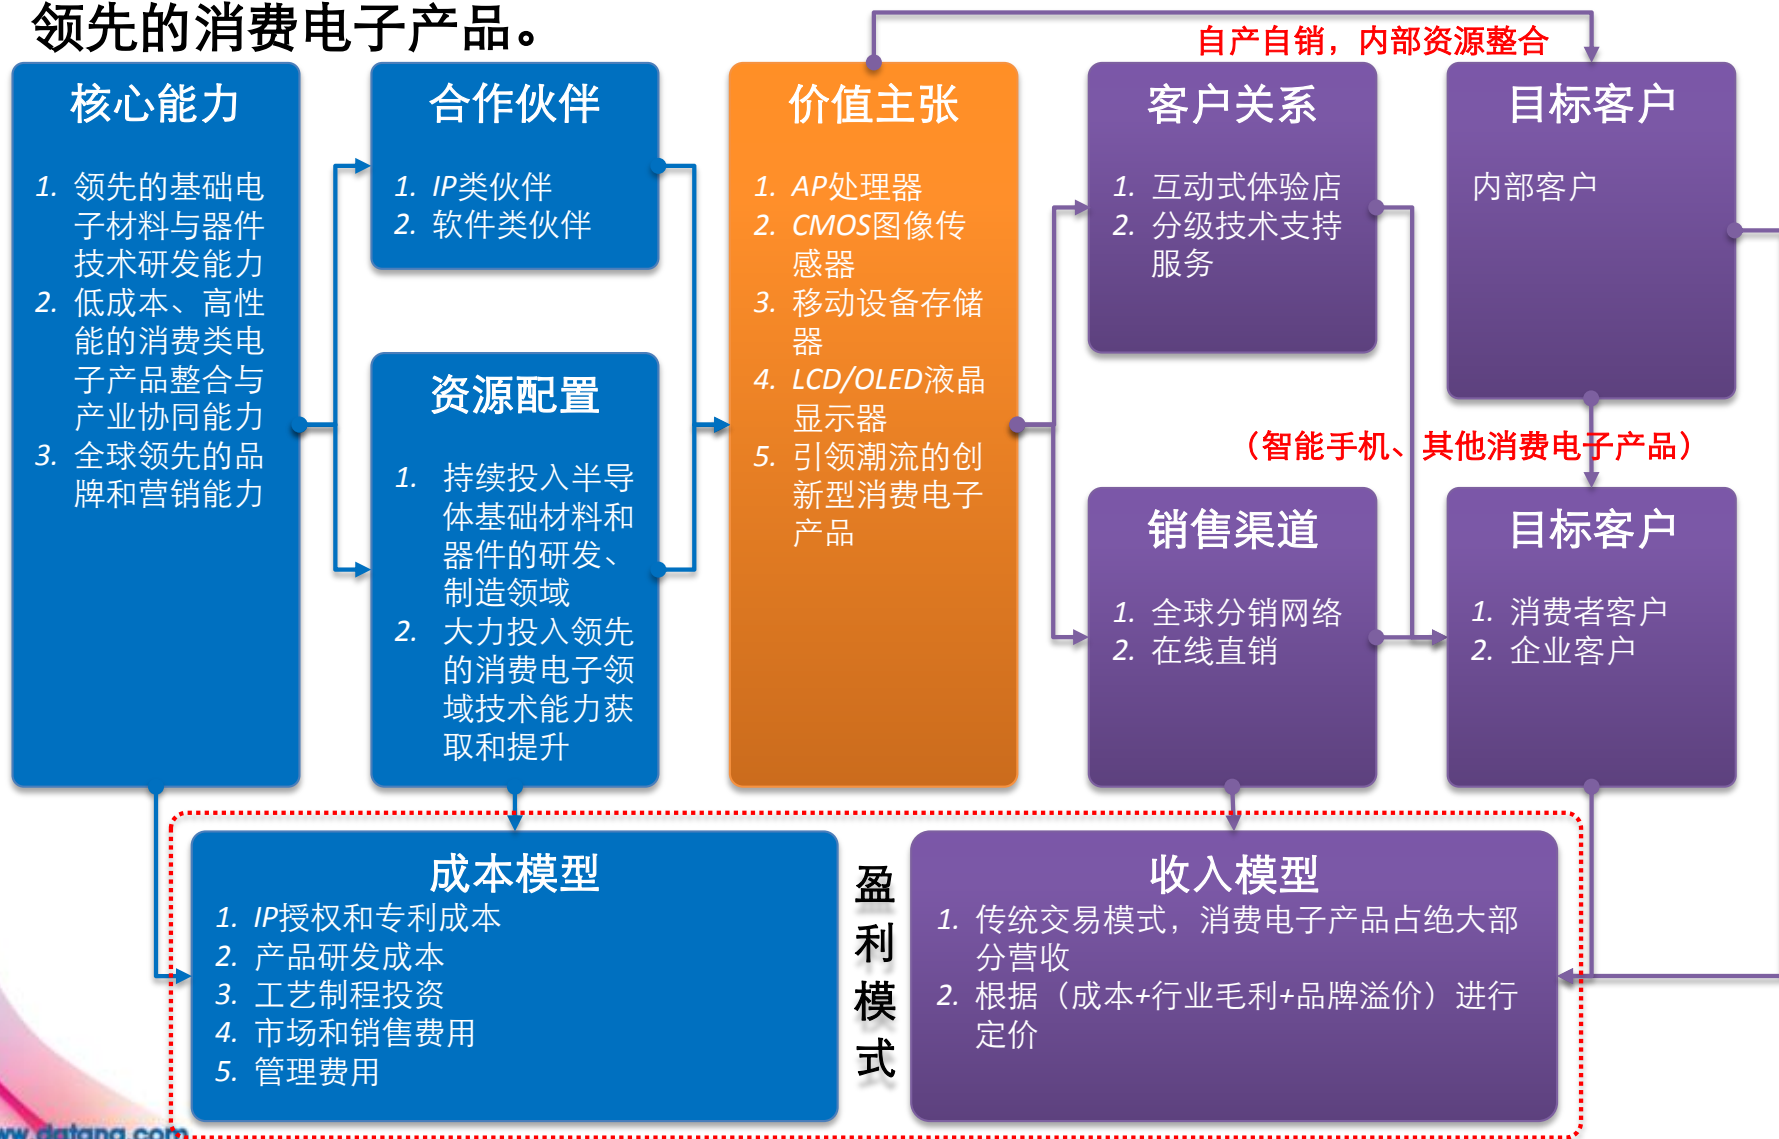 领先的消费电子产品。
自产自销，内部资源整合
核心能力
1. 领先的基础电
子材料与器件
技术研发能力
2. 低成本、高性
能的消费类电
子产品整合与
产业协同能力
3. 全球领先的品
牌和营销能力
合作伙伴
1. IP类伙伴
2. 软件类伙伴
资源配置
1. 持续投入半导
体基础材料和
器件的研发、
制造领域
2. 大力投入领先
的消费电子领
域技术能力获
取和提升
价值主张
1. AP处理器
2. CMOS图像传
感器
3. 移动设备存储
器
4. LCD/OLED液晶
显示器
5. 引领潮流的创
新型消费电子
产品
客户关系
1. 互动式体验店
2. 分级技术支持
服务
目标客户
内部客户
（智能手机、其他消费电子产品）
销售渠道
1. 全球分销网络
2. 在线直销
目标客户
1. 消费者客户
2. 企业客户
成本模型
1. IP授权和专利成本
2. 产品研发成本
3. 工艺制程投资
4. 市场和销售费用
5. 管理费用
盈
利
模
式
收入模型
1. 传统交易模式，消费电子产品占绝大部
分营收
2. 根据（成本+行业毛利+品牌溢价）进行
定价
ww.datang.com